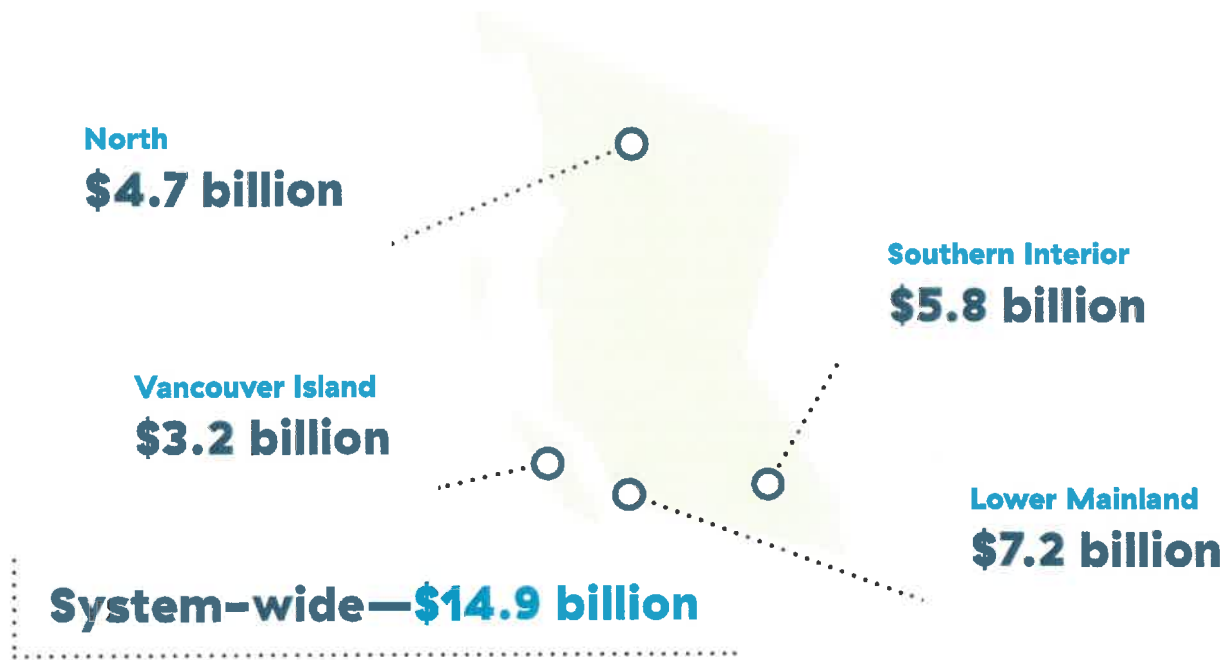 North
$4.7 billion
Southern Interior
$5.8 billion
Vancouver Island
$3.2 billion
Lower Mainland
$7.2 billion
System-wide—$14.9 billion